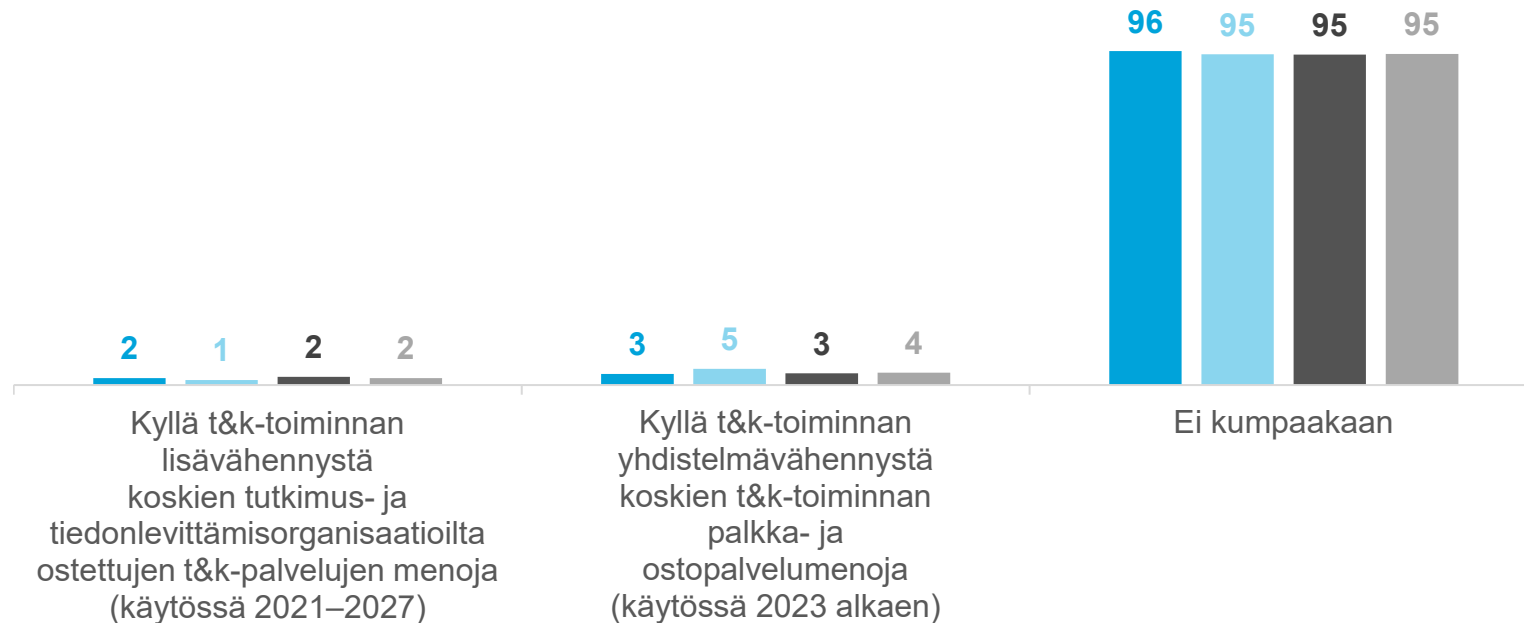 96 95 95 95
2 1 2 2
3 5 3 4
Kyllä t&k-toiminnan
lisävähennystä
koskien tutkimus- ja
tiedonlevittämisorganisaatioilta
ostettujen t&k-palvelujen menoja
(käytössä 2021–2027)
Kyllä t&k-toiminnan
yhdistelmävähennystä
koskien t&k-toiminnan
palkka- ja
ostopalvelumenoja
(käytössä 2023 alkaen)
Ei kumpaakaan